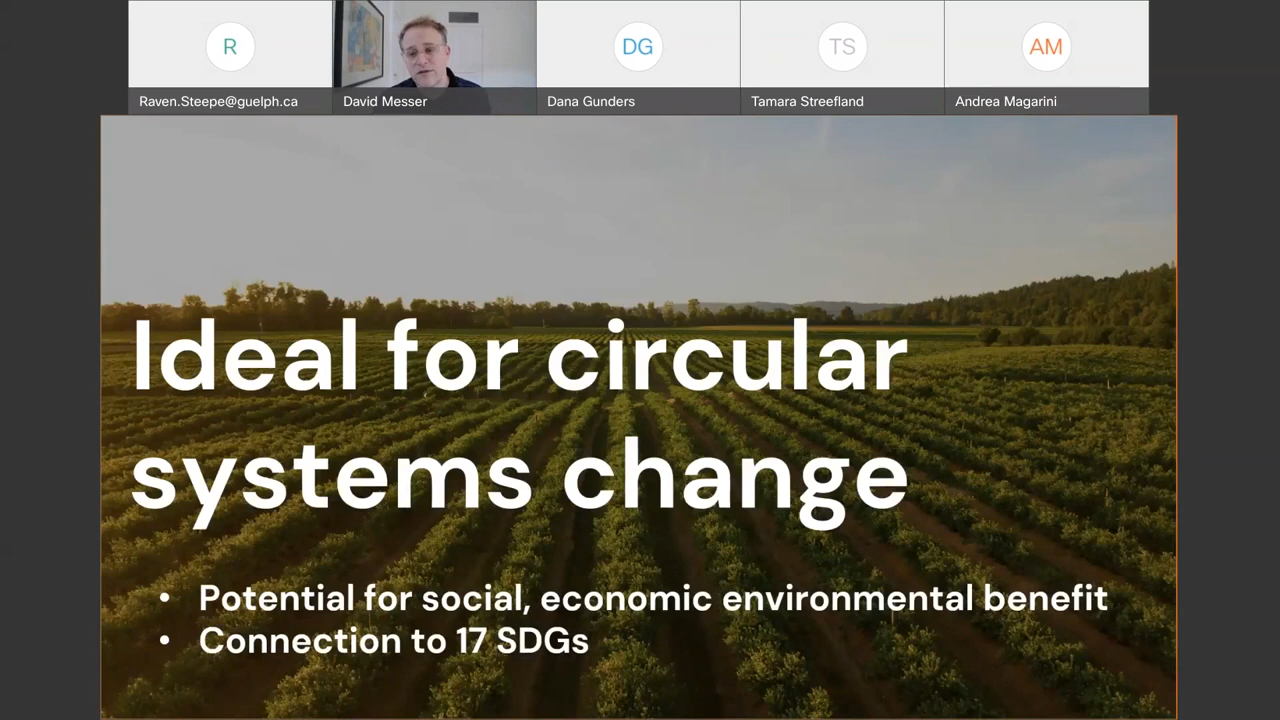 R
DG
TS
AM
Raven.Steepe@guelph.ca
David Messer
Dana Gunders
Tamara Streefland
Andrea Magarini
Ideal for circular
systems change
• Potential for social, economic environmental benefit
• Connection to 17 SDGs